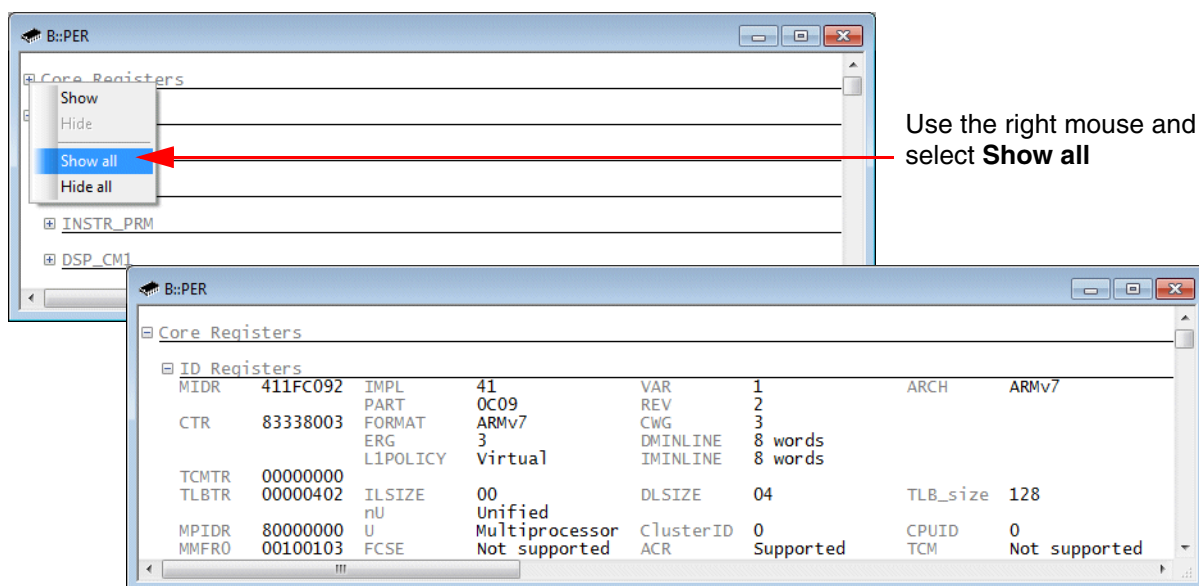 B::PER
Core Registers
Show
Hide
Show all
Hide all
INSTR_PRM
DSP_CM1
Use the right mouse and
select Show all
B::PER
Core Registers
ID Registers
MIDR 411FC092 IMPL 41 VAR 1 ARCH ARMv7
PART 0C09 REV 2
CTR 83338003 FORMAT ARMv7 CWG 3
ERG 3 DMINLINE 8 words
L1POLICY Virtual IMINLINE 8 words
TCMTR 00000000
TLBTR 00000402 ILSIZE 00 DLSIZE 04 TLB_size 128
nU Unified
MPIDR 80000000 U Multiprocessor ClusterID 0 CPUID 0
MMFR0 00100103 FCSE Not supported ACR Supported TCM Not supported